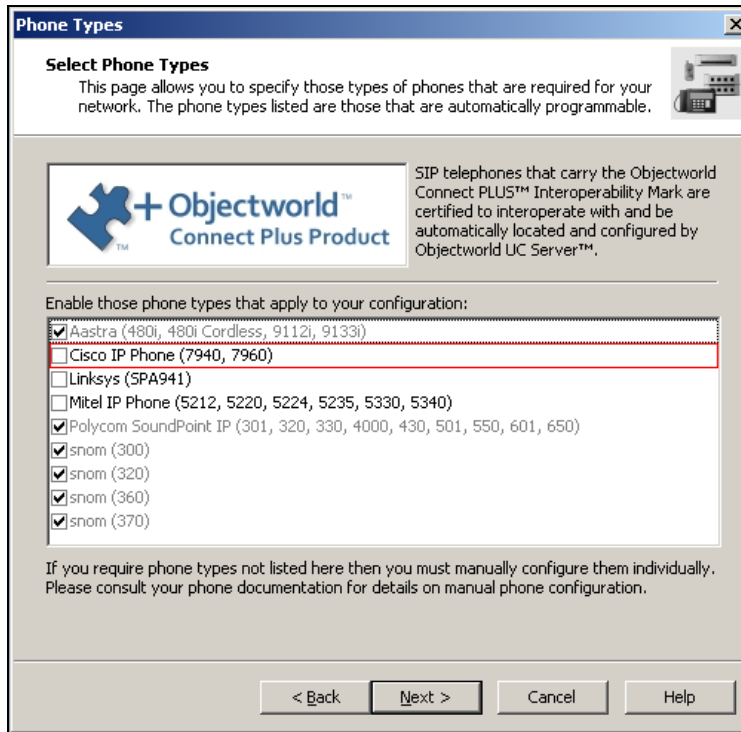 Phone Types
Select Phone Types
This page allows you to specify those types of phones that are required for your
network. The phone types listed are those that are automatically programmable.
+ Objectworld™
Connect Plus Product
TM
SIP telephones that carry the Objectworld
Connect PLUS™ Interoperability Mark are
certified to interoperate with and be
automatically located and configured by
Objectworld UC Server™.
Enable those phone types that apply to your configuration:
Aastra (480i, 480i Cordless, 9112i, 9133i)
Cisco IP Phone (7940, 7960)
Linksys (SPA941)
Mitel IP Phone (5212, 5220, 5224, 5235, 5330, 5340)
Polycom SoundPoint IP (301, 320, 330, 4000, 430, 501, 550, 601, 650)
snom (300)
snom (320)
snom (360)
snom (370)
If you require phone types not listed here then you must manually configure them individually.
Please consult your phone documentation for details on manual phone configuration.
< Back
Next >
Cancel
Help